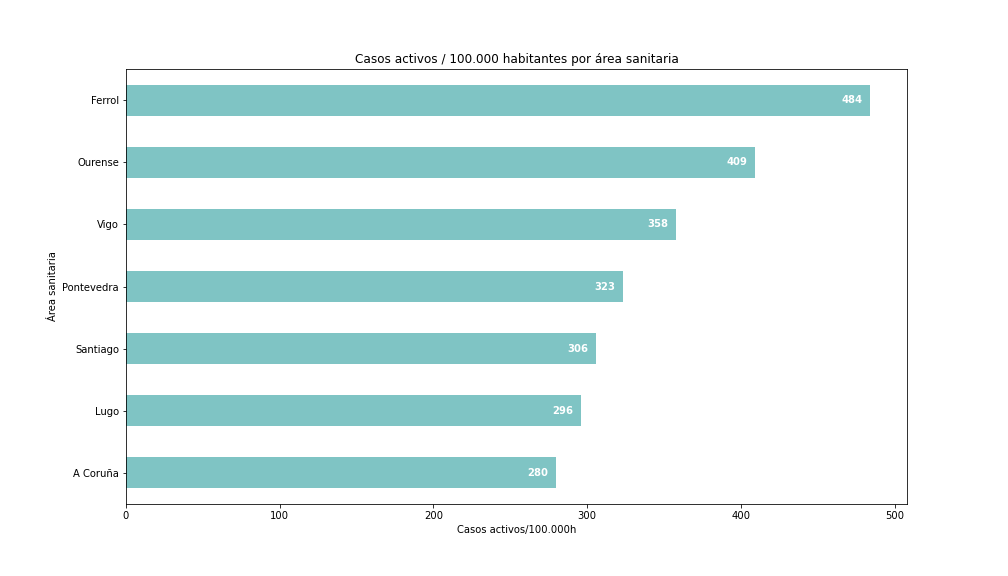 Casos activos / 100.000 habitantes por área sanitaria
Área sanitaria
Ferrol 484
Ourense 409
Vigo 358
Pontevedra 323
Santiago 306
Lugo 296
A Coruña 280
0 100 200 300 400 500
Casos activos/100.000h